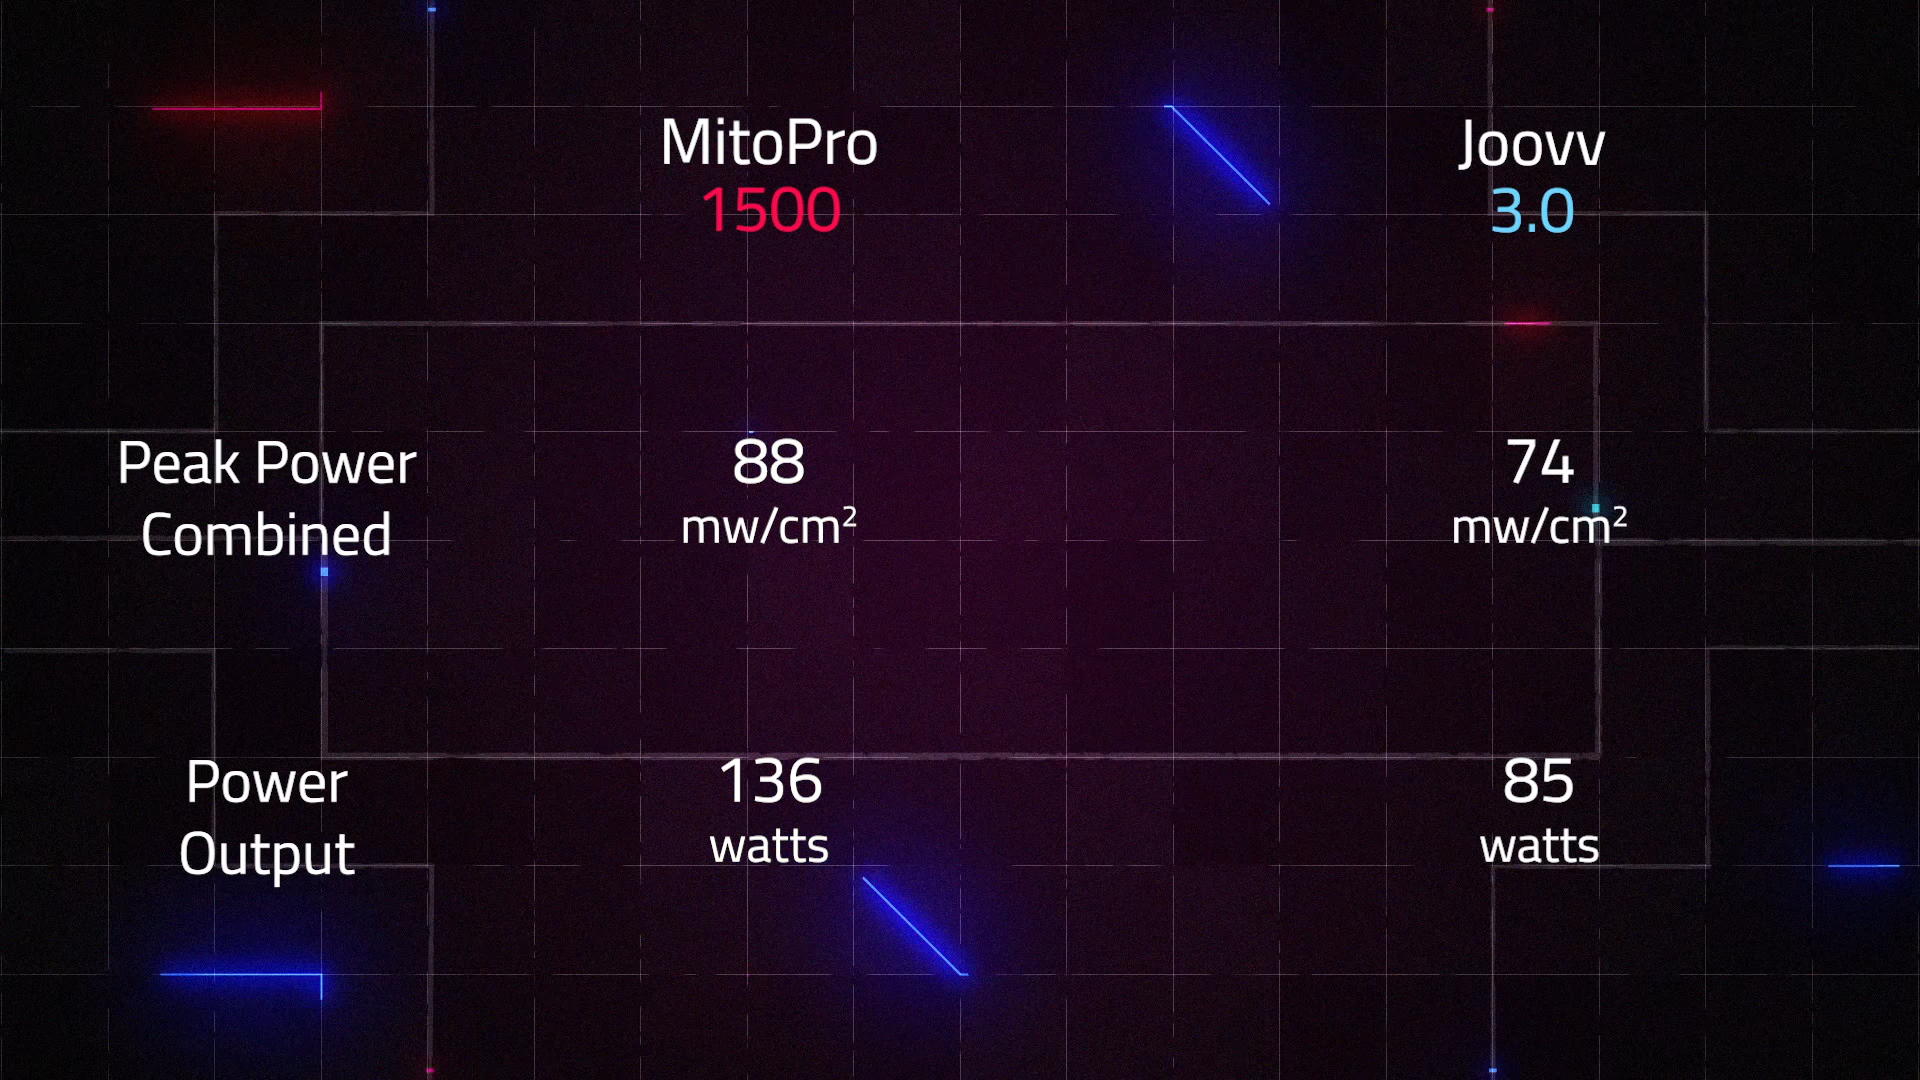 MitoPro
1500
Joovv
3.0
Peak Power
Combined
88
mw/cm²
74
mw/cm²
Power
Output
136
watts
85
watts